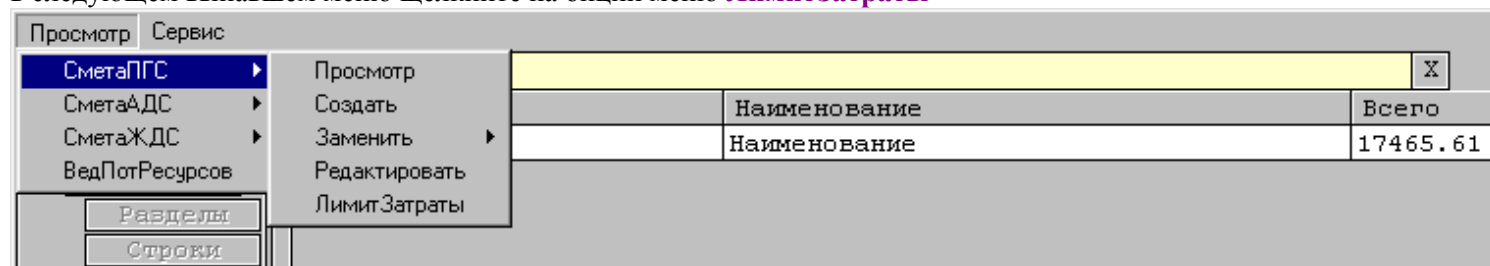 Просмотр Сервис
СметаПГС Просмотр X
СметаАДС Создать Наименование Всего
СметаЖДС Заменить Наименование 17465.61
ВедПотРесурсов Редактировать
Разделы ЛимитЗатраты
Строки